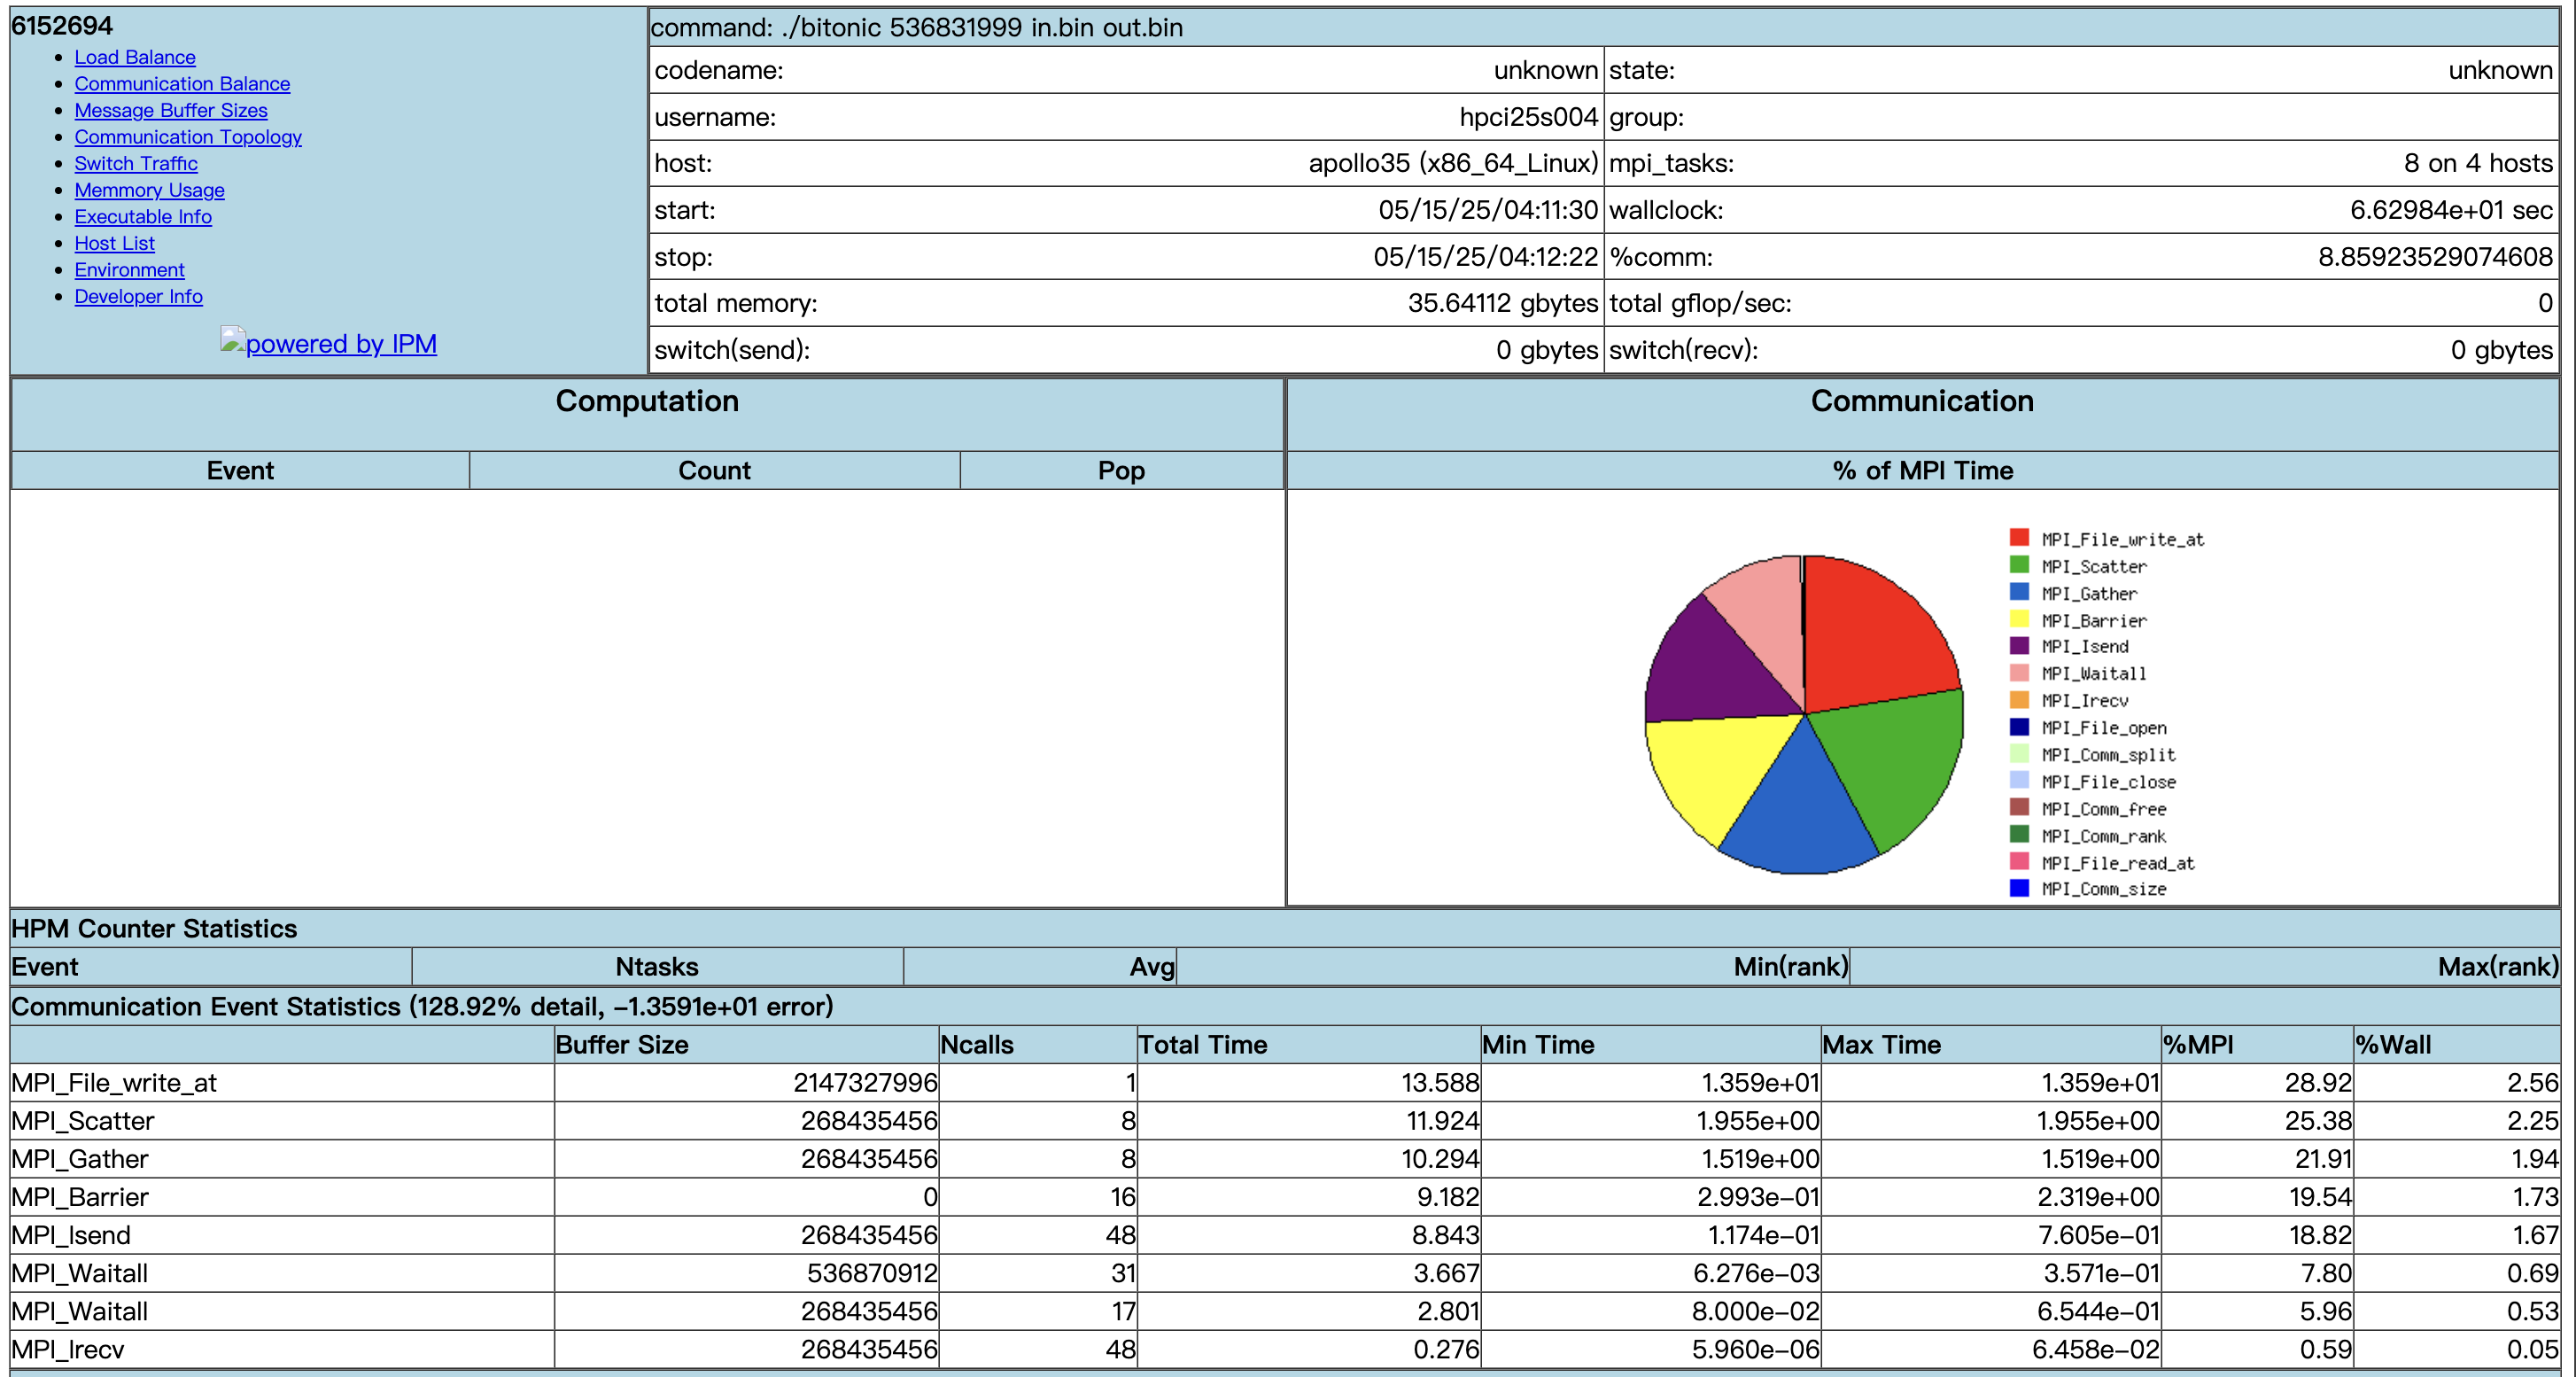 6152694
Load Balance
Communication Balance
Message Buffer Sizes
Communication Topology
Switch Traffic
Memmory Usage
Executable Info
Host List
Environment
Developer Info
powered by IPM
command: ./bitonic 536831999 in.bin out.bin
codename: unknown state: unknown
username: hpci25s004 group:
host: apollo35 (x86_64_Linux) mpi_tasks: 8 on 4 hosts
start: 05/15/25/04:11:30 wallclock: 6.62984e+01 sec
stop: 05/15/25/04:12:22 %comm: 8.85923529074608
total memory: 35.64112 gbytes total gflop/sec: 0
switch(send): 0 gbytes switch(recv): 0 gbytes
Computation
Event Count Pop
Communication
% of MPI Time
MPI_File_write_at
MPI_Scatter
MPI_Gather
MPI_Barrier
MPI_Isend
MPI_Waitall
MPI_Irecv
MPI_File_open
MPI_Comm_split
MPI_File_close
MPI_Comm_free
MPI_Comm_rank
MPI_File_read_at
MPI_Comm_size
HPM Counter Statistics
Event Ntasks Avg Min(rank) Max(rank)
Communication Event Statistics (128.92% detail, -1.3591e+01 error)
Buffer Size Ncalls Total Time Min Time Max Time %MPI %Wall
MPI_File_write_at 2147327996 1 13.588 1.359e+01 1.359e+01 28.92 2.56
MPI_Scatter 268435456 8 11.924 1.955e+00 1.955e+00 25.38 2.25
MPI_Gather 268435456 8 10.294 1.519e+00 1.519e+00 21.91 1.94
MPI_Barrier 0 16 9.182 2.993e-01 2.319e+00 19.54 1.73
MPI_Isend 268435456 48 8.843 1.174e-01 7.605e-01 18.82 1.67
MPI_Waitall 536870912 31 3.667 6.276e-03 3.571e-01 7.80 0.69
MPI_Waitall 268435456 17 2.801 8.000e-02 6.544e-01 5.96 0.53
MPI_Irecv 268435456 48 0.276 5.960e-06 6.458e-02 0.59 0.05